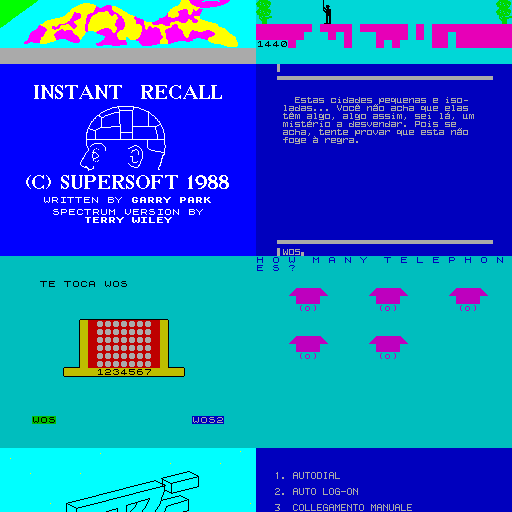 1440
INSTANT RECALL
(C) SUPERSOFT 1988
WRITTEN BY GARRY PARK
SPECTRUM VERSION BY
TERRY WILEY
Estas cidades pequenas e iso-
ladas... Você não acha que elas
têm algo, algo assim, sei lá, um
mistério a desvendar. Pois se
acha, tente provar que esta não
foge à regra.
WOS
TE TOCA WOS
1234567
WOS
WOS2
HOW MANY TELEPHON
ES?
(0) (0) (0)
(0) (0)
1. AUTODIAL
2. AUTO LOG-ON
3 COLLEGAMENTO MANUALE